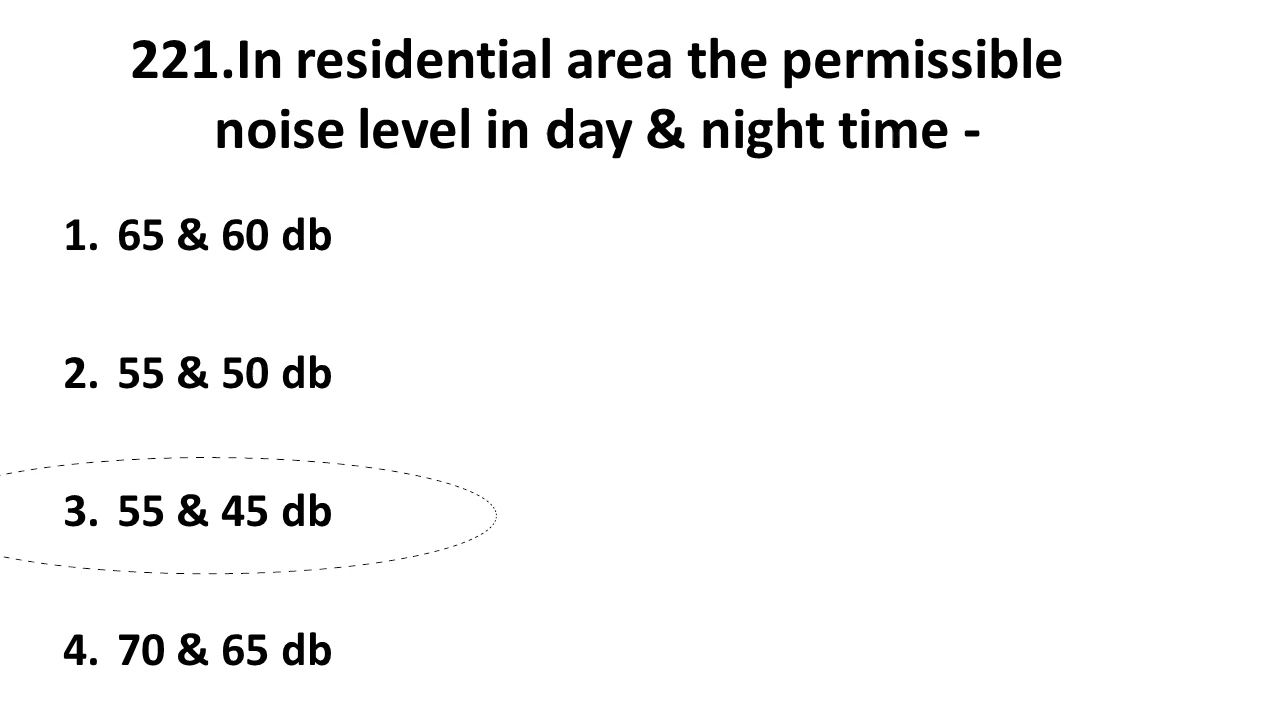 221.In residential area the permissible
noise level in day & night time -
1. 65 & 60 db
2. 55 & 50 db
3. 55 & 45 db
4. 70 & 65 db